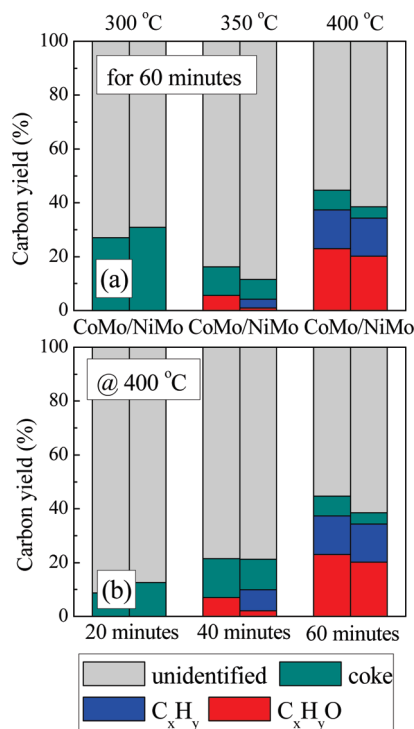 300 °C 350 °C 400 °C
100
80
60
40
20
0
Carbon yield (%)
for 60 minutes
(a)
CoMo/NiMo CoMo/NiMo CoMo/NiMo
100
80
60
40
20
0
Carbon yield (%)
@ 400 °C
(b)
20 minutes 40 minutes 60 minutes
unidentified coke
CxHy CxHyO